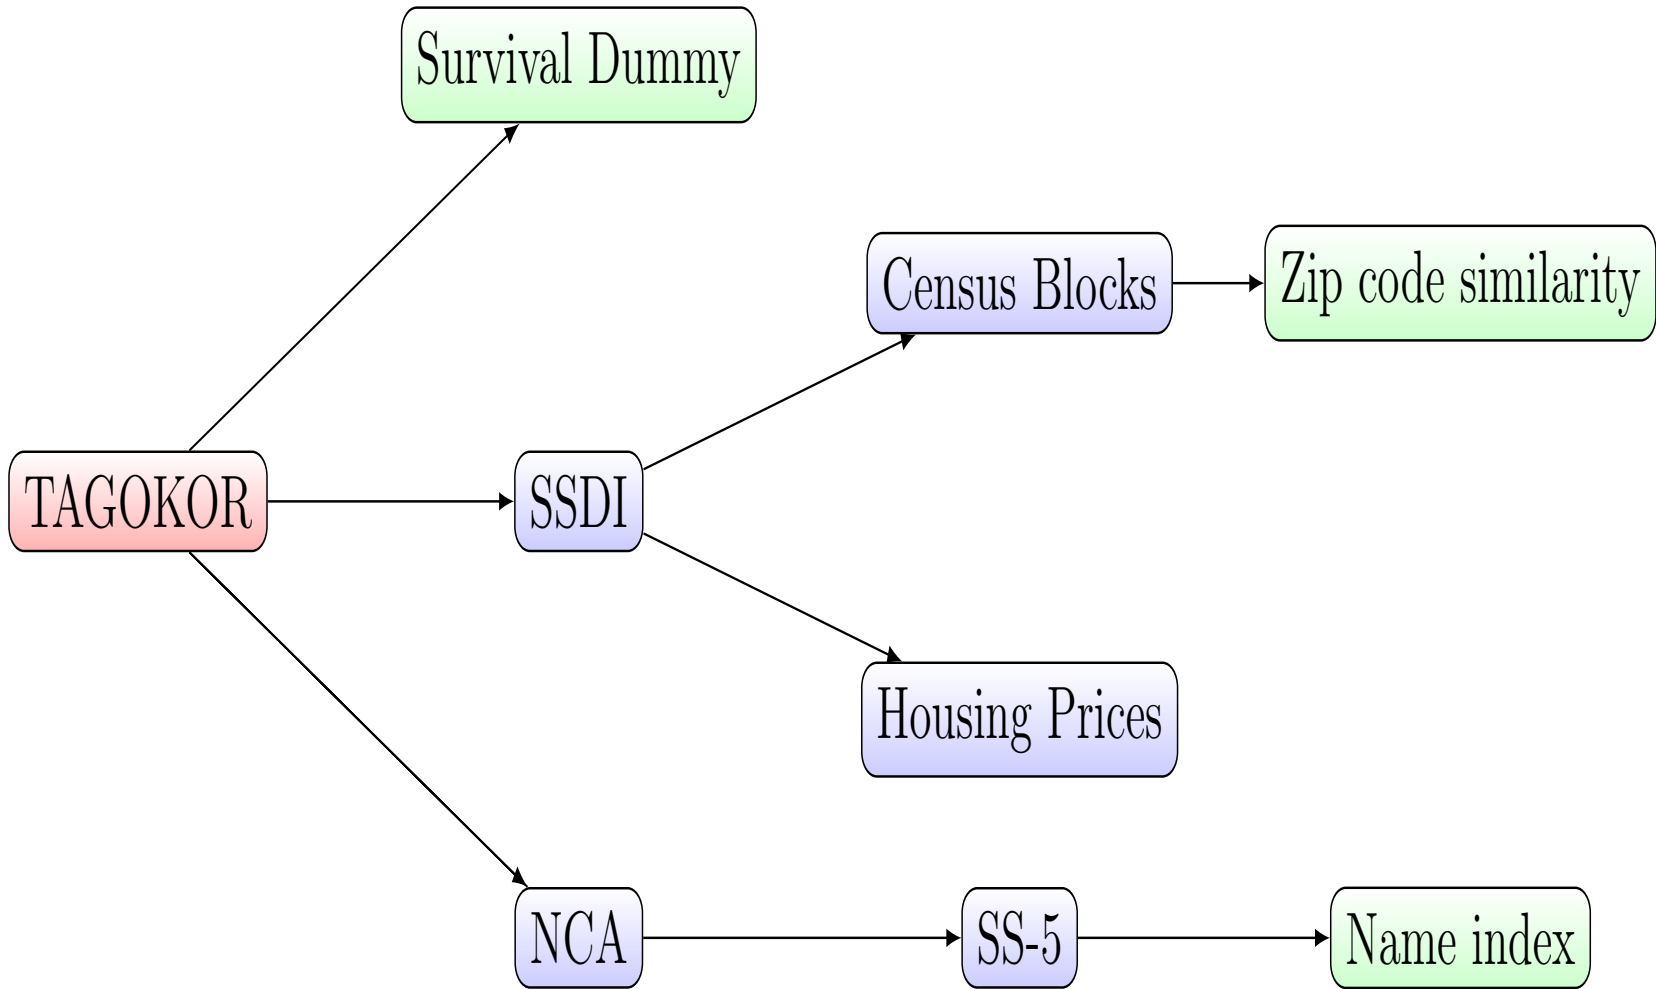 Survival Dummy
Census Blocks
Zip code similarity
TAGOKOR
SSDI
Housing Prices
NCA
SS-5
Name index